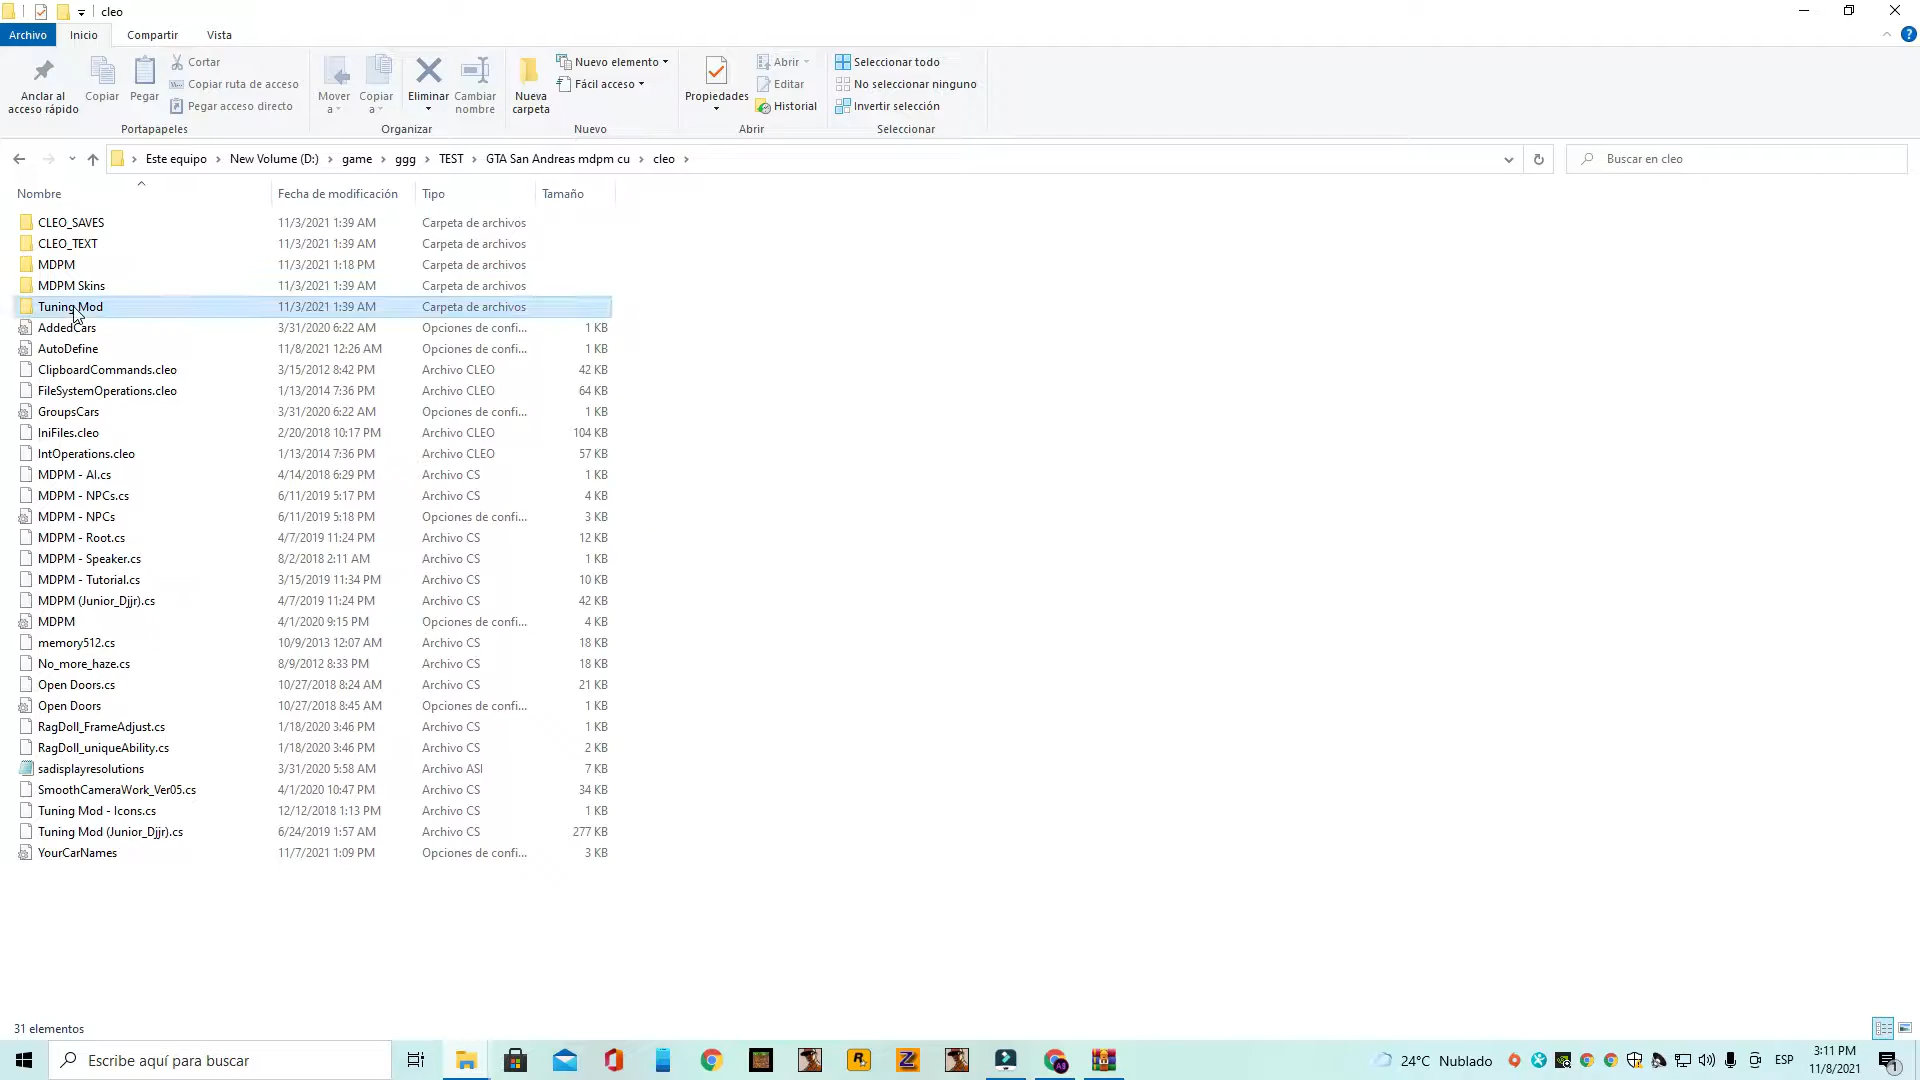 cleo
Archivo Inicio Compartir Vista
Anclar al acceso rápido
Copiar
Pegar
Cortar
Copiar ruta de acceso
Pegar acceso directo
Portapapeles
Mover a
Copiar a
Eliminar
Cambiar nombre
Organizar
Nueva carpeta
Nuevo elemento
Fácil acceso
Nuevo
Propiedades
Abrir
Editar
Historial
Abrir
Seleccionar todo
No seleccionar ninguno
Invertir selección
Seleccionar
Este equipo > New Volume (D:) > game > ggg > TEST > GTA San Andreas mdpm cu > cleo >
Buscar en cleo
Nombre Fecha de modificación Tipo Tamaño
CLEO_SAVES 11/3/2021 1:39 AM Carpeta de archivos
CLEO_TEXT 11/3/2021 1:39 AM Carpeta de archivos
MDPM 11/3/2021 1:18 PM Carpeta de archivos
MDPM Skins 11/3/2021 1:39 AM Carpeta de archivos
Tuning Mod 11/3/2021 1:39 AM Carpeta de archivos
AddedCars 3/31/2020 6:22 AM Opciones de confi... 1 KB
AutoDefine 11/8/2021 12:26 AM Opciones de confi... 1 KB
ClipboardCommands.cleo 3/15/2012 8:42 PM Archivo CLEO 42 KB
FileSystemOperations.cleo 1/13/2014 7:36 PM Archivo CLEO 64 KB
GroupsCars 3/31/2020 6:22 AM Opciones de confi... 1 KB
IniFiles.cleo 2/20/2018 10:17 PM Archivo CLEO 104 KB
IntOperations.cleo 1/13/2014 7:36 PM Archivo CLEO 57 KB
MDPM - AI.cs 4/14/2018 6:29 PM Archivo CS 1 KB
MDPM - NPCs.cs 6/11/2019 5:17 PM Archivo CS 4 KB
MDPM - NPCs 6/11/2019 5:18 PM Opciones de confi... 3 KB
MDPM - Root.cs 4/7/2019 11:24 PM Archivo CS 12 KB
MDPM - Speaker.cs 8/2/2018 2:11 AM Archivo CS 1 KB
MDPM - Tutorial.cs 3/15/2019 11:34 PM Archivo CS 10 KB
MDPM (Junior_Djjr).cs 4/7/2019 11:24 PM Archivo CS 42 KB
MDPM 4/1/2020 9:15 PM Opciones de confi... 4 KB
memory512.cs 10/9/2013 12:07 AM Archivo CS 18 KB
No_more_haze.cs 8/9/2012 8:33 PM Archivo CS 18 KB
Open Doors.cs 10/27/2018 8:24 AM Archivo CS 21 KB
Open Doors 10/27/2018 8:45 AM Opciones de confi... 1 KB
RagDoll_FrameAdjust.cs 1/18/2020 3:46 PM Archivo CS 1 KB
RagDoll_uniqueAbility.cs 1/18/2020 3:46 PM Archivo CS 2 KB
sadisplayresolutions 3/31/2020 5:58 AM Archivo ASI 7 KB
SmoothCameraWork_Ver05.cs 4/1/2020 10:47 PM Archivo CS 34 KB
Tuning Mod - Icons.cs 12/12/2018 1:13 PM Archivo CS 1 KB
Tuning Mod (Junior_Djjr).cs 6/24/2019 1:57 AM Archivo CS 277 KB
YourCarNames 11/7/2021 1:09 PM Opciones de confi... 3 KB
31 elementos
Escribe aquí para buscar
24°C Nublado
ESP
3:11 PM
11/8/2021
1